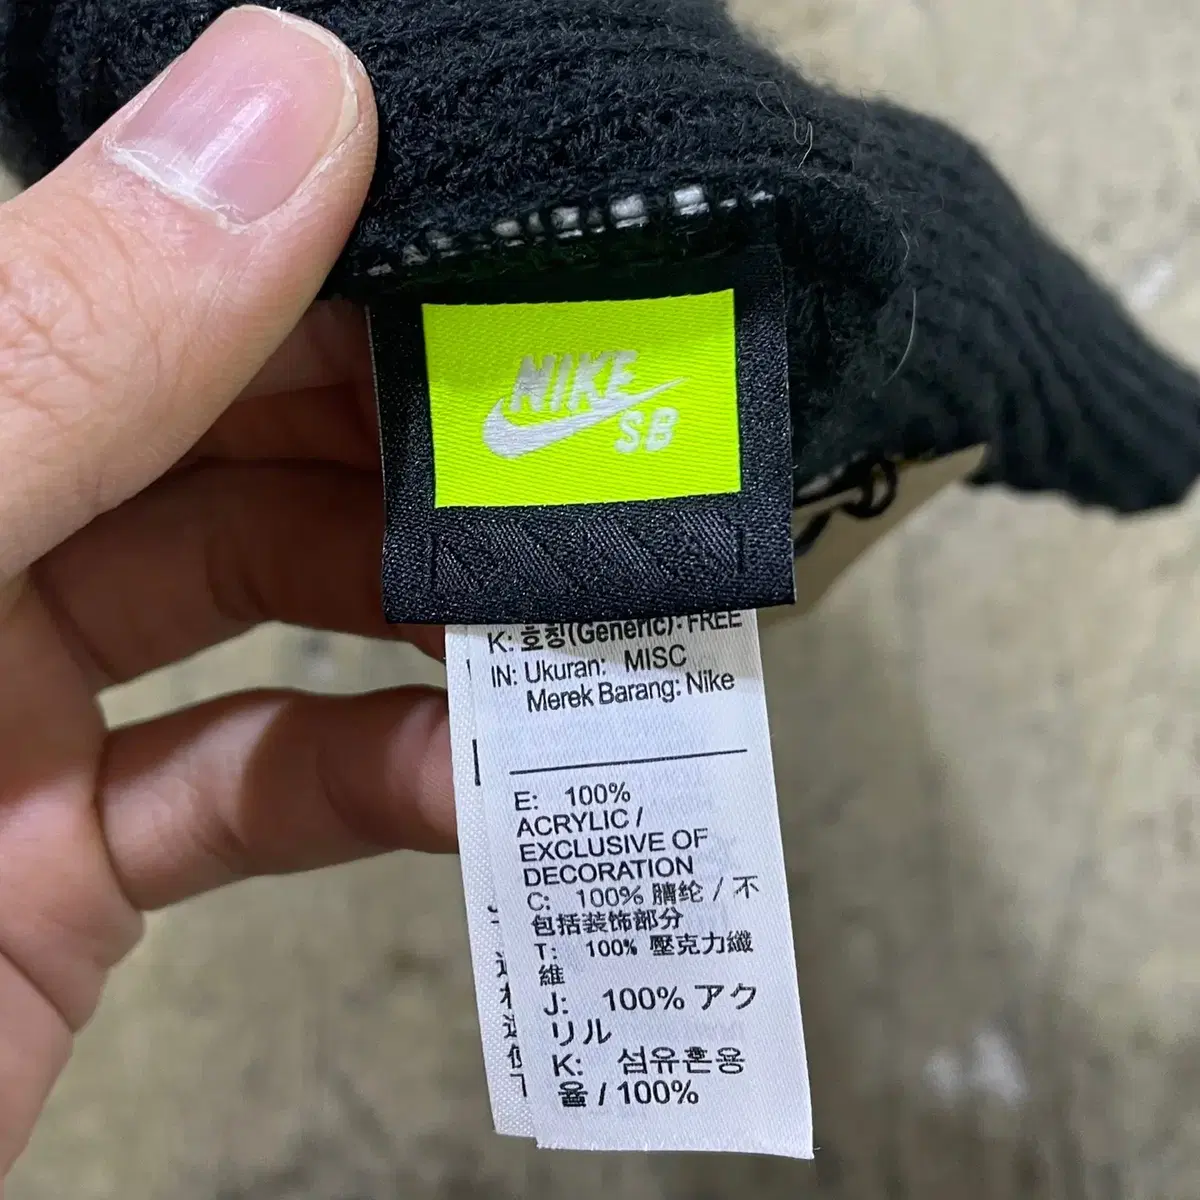 NIKE
SB
K: 호칭(Generic): FREE
IN: Ukuran: MISC
Merek Barang: Nike
E: 100%
ACRYLIC /
EXCLUSIVE OF
DECORATION
C: 100% 腈纶 / 不
包括装饰部分
T: 100% 壓克力纖
維
J: 100% アク
リル
K: 섬유혼용
율 / 100%